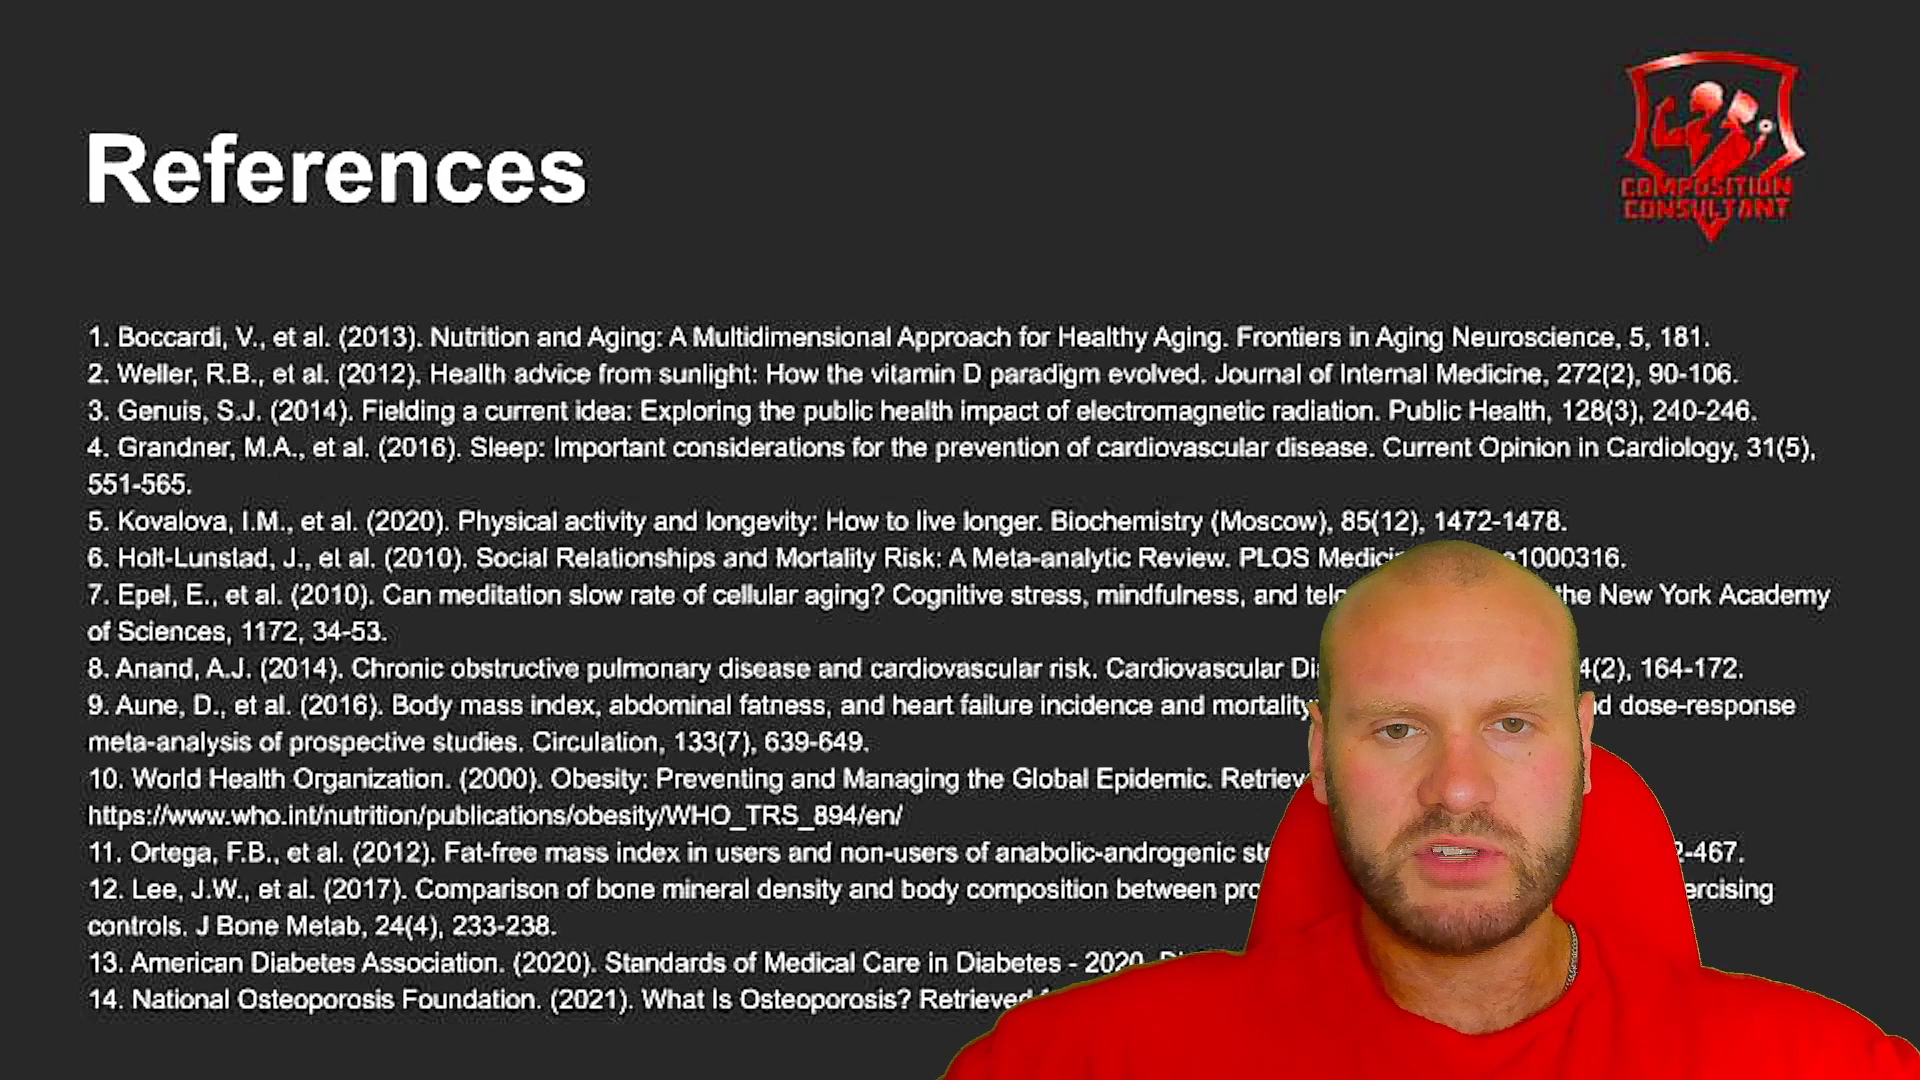 COMPOSITION
CONSULTANT
References
1. Boccardi, V., et al. (2013). Nutrition and Aging: A Multidimensional Approach for Healthy Aging. Frontiers in Aging Neuroscience, 5, 181.
2. Weller, R.B., et al. (2012). Health advice from sunlight: How the vitamin D paradigm evolved. Journal of Internal Medicine, 272(2), 90-106.
3. Genuis, S.J. (2014). Fielding a current idea: Exploring the public health impact of electromagnetic radiation. Public Health, 128(3), 240-246.
4. Grandner, M.A., et al. (2016). Sleep: Important considerations for the prevention of cardiovascular disease. Current Opinion in Cardiology, 31(5),
551-565.
5. Kovalova, I.M., et al. (2020). Physical activity and longevity: How to live longer. Biochemistry (Moscow), 85(12), 1472-1478.
6. Holt-Lunstad, J., et al. (2010). Social Relationships and Mortality Risk: A Meta-analytic Review. PLOS e1000316.
7. Epel, E., et al. (2010). Can meditation slow rate of cellular aging? Cognitive stress, mindfulness, and the New York Academy
of Sciences, 1172, 34-53.
8. Anand, A.J. (2014). Chronic obstructive pulmonary disease and cardiovascular risk. Cardiovascular 4(2), 164-172.
9. Aune, D., et al. (2016). Body mass index, abdominal fatness, and heart failure incidence and mortality dose-response
meta-analysis of prospective studies. Circulation, 133(7), 639-649.
10. World Health Organization. (2000). Obesity: Preventing and Managing the Global Epidemic.
https://www.who.int/nutrition/publications/obesity/WHO_TRS_894/en/
11. Ortega, F.B., et al. (2012). Fat-free mass index in users and non-users of anabolic-androgenic -467.
12. Lee, J.W., et al. (2017). Comparison of bone mineral density and body composition between
controls. J Bone Metab, 24(4), 233-238.
13. American Diabetes Association. (2020). Standards of Medical Care in Diabetes - 2020.
14. National Osteoporosis Foundation. (2021). What Is Osteoporosis? Retrieved